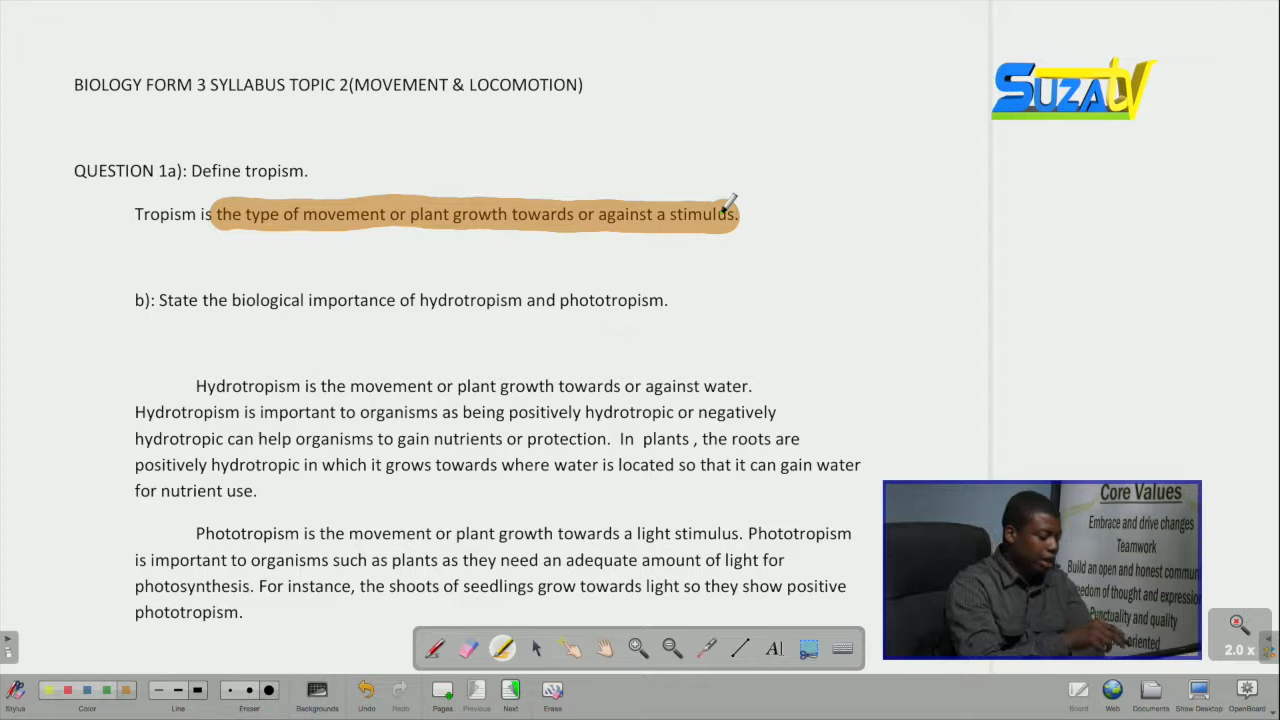 BIOLOGY FORM 3 SYLLABUS TOPIC 2(MOVEMENT & LOCOMOTION)
SUZA tV
QUESTION 1a): Define tropism.
Tropism is the type of movement or plant growth towards or against a stimulus.
b): State the biological importance of hydrotropism and phototropism.
Hydrotropism is the movement or plant growth towards or against water.
Hydrotropism is important to organisms as being positively hydrotropic or negatively
hydrotropic can help organisms to gain nutrients or protection. In plants , the roots are
positively hydrotropic in which it grows towards where water is located so that it can gain water
for nutrient use.
Phototropism is the movement or plant growth towards a light stimulus. Phototropism
is important to organisms such as plants as they need an adequate amount of light for
photosynthesis. For instance, the shoots of seedlings grow towards light so they show positive
phototropism.
Core Values
Embrace and drive changes
Teamwork
Build an open and honest
of thought and
Punctuality and quality
oriented
2.0 x
Stylus
Color
Line
Eraser
Backgrounds
Undo
Redo
Pages
Previous
Next
Erase
Board
Web
Documents
Show Desktop
OpenBoard